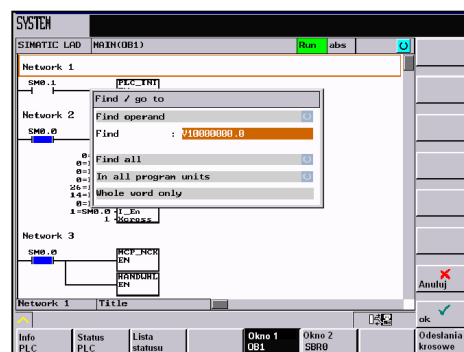 SYSTEM
SIMATIC LAD MAIN(OB1) Run abs
Network 1
SM0.1 PLC_INI
Find / go to
Find operand
Network 2
Find : V10000000.0
SM0.0
Find all
In all program units
Whole word only
1=SM0.0 I_En
1 Xcross
Network 3
SM0.0 MCP_NCK
EN
HANDWHL
EN
Anuluj
Network 1 Title
ok
Info PLC
Status PLC
Lista statusu
Okno 1 OB1
Okno 2 SBR0
Odesłania krosowe